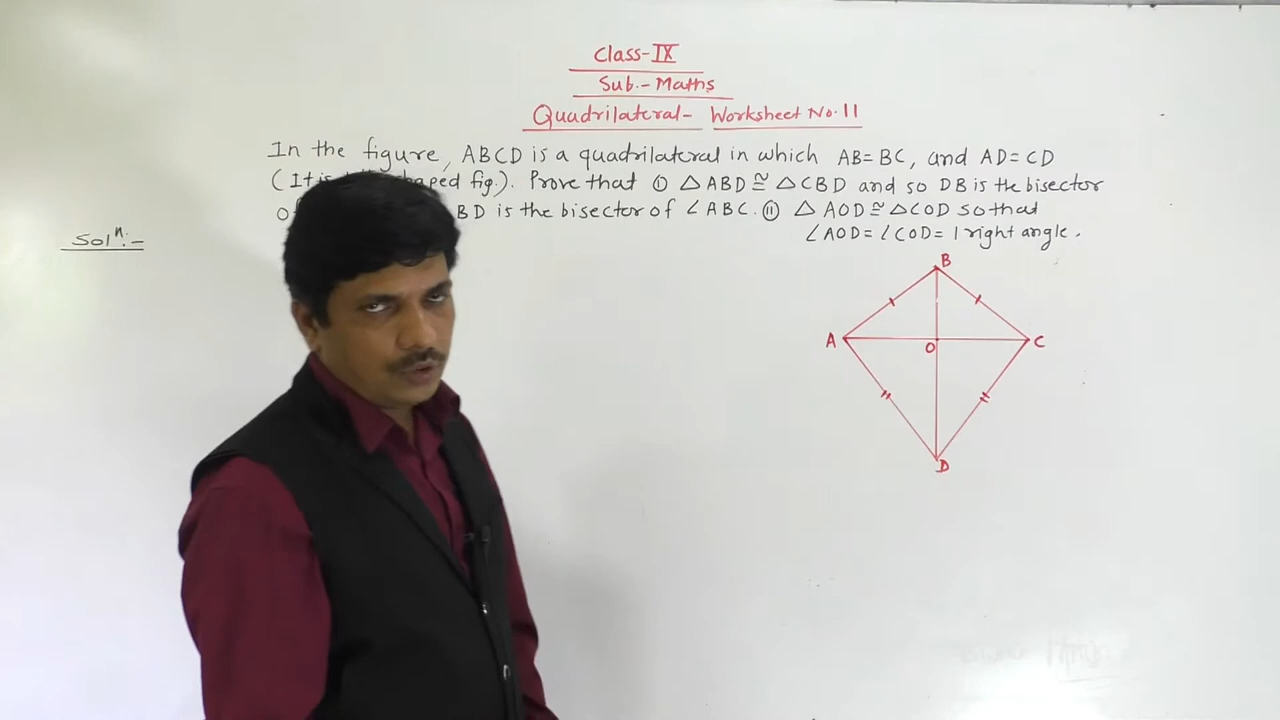 Class-IX
Sub.- Maths
Quadrilateral- Worksheet No.11
In the figure, ABCD is a quadrilateral in which AB=BC, and AD=CD
(It is shaped fig.). Prove that (i) △ABD≅△CBD and so DB is the bisector
BD is the bisector of ∠ABC. (ii) △AOD≅△COD so that
Solⁿ:-
∠AOD=∠COD=1 right angle.
B
A
O
C
D